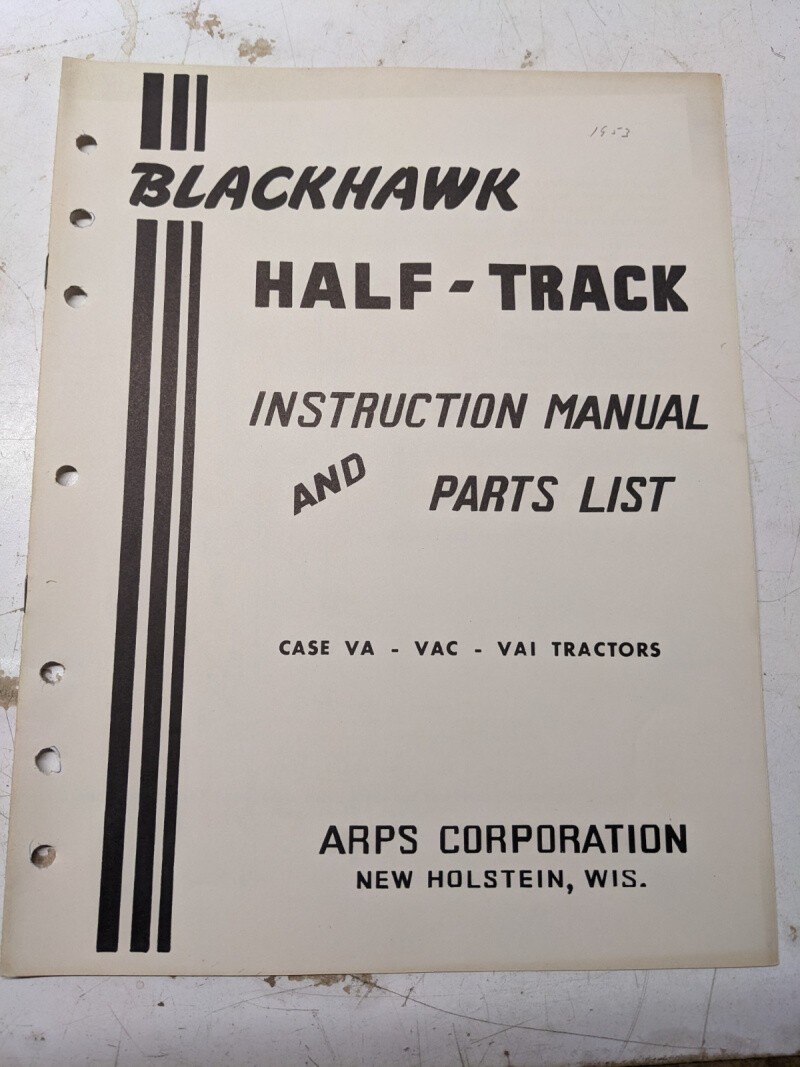 1953
BLACKHAWK
HALF - TRACK
INSTRUCTION MANUAL
AND PARTS LIST
CASE VA - VAC - VAI TRACTORS
ARPS CORPORATION
NEW HOLSTEIN, WIS.